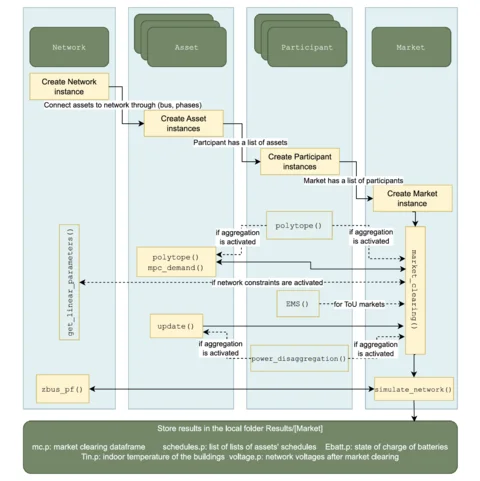 Network
Asset
Participant
Market
Create Network
instance
Connect assets to network through (bus, phases)
Create Asset
instances
Partcipant has a list of assets
Create Participant
instances
Market has a list of participants
Create Market
instance
polytope()
if aggregation
is activated
if aggregation
is activated
get_linear_parameters()
polytope()
mpc_demand()
market_clearing()
if network constraints are activated
EMS()
for ToU markets
update()
if aggregation
is activated
if aggregation
is activated
power_disaggregation()
zbus_pf()
simulate_network()
Store results in the local folder Results/[Market]
mc.p: market clearing dataframe schedules.p: list of lists of assets' schedules Ebatt.p: state of charge of batteries
Tin.p: indoor temperature of the buildings voltage.p: network voltages after market clearing